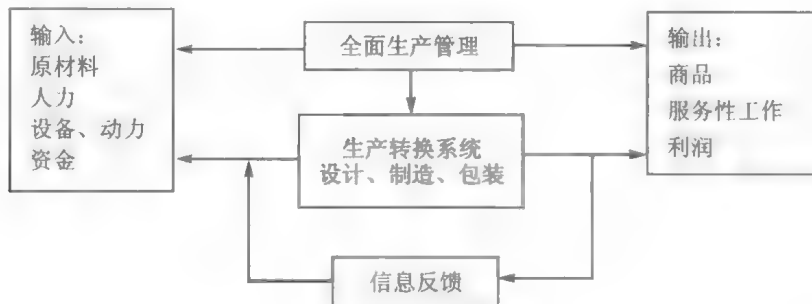 输入：
原材料
人力
设备、动力
资金
全面生产管理
生产转换系统
设计、制造、包装
信息反馈
输出：
商品
服务性工作
利润